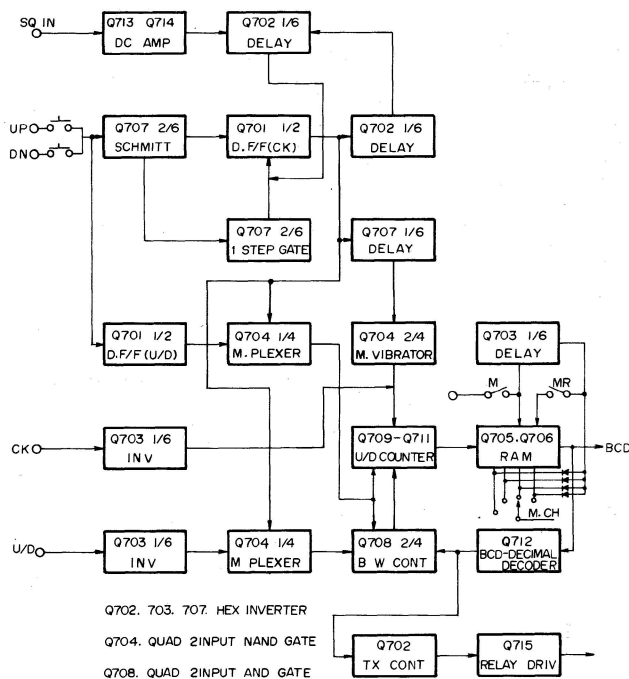 SQ IN
Q713 Q714
DC AMP
Q702 1/6
DELAY
UP
DN
Q707 2/6
SCHMITT
Q701 1/2
D.F/F(CK)
Q702 1/6
DELAY
Q707 2/6
1 STEP GATE
Q707 1/6
DELAY
Q701 1/2
D.F/F(U/D)
Q704 1/4
M.PLEXER
Q704 2/4
M.VIBRATOR
Q703 1/6
DELAY
M
MR
CK
Q703 1/6
INV
Q709-Q711
U/D COUNTER
Q705.Q706
RAM
BCD
M.CH
U/D
Q703 1/6
INV
Q704 1/4
M PLEXER
Q708 2/4
B W CONT
Q712
BCD-DECIMAL
DECODER
Q702. 703. 707. HEX INVERTER
Q704. QUAD 2INPUT NAND GATE
Q708. QUAD 2INPUT AND GATE
Q702
TX CONT
Q715
RELAY DRIV